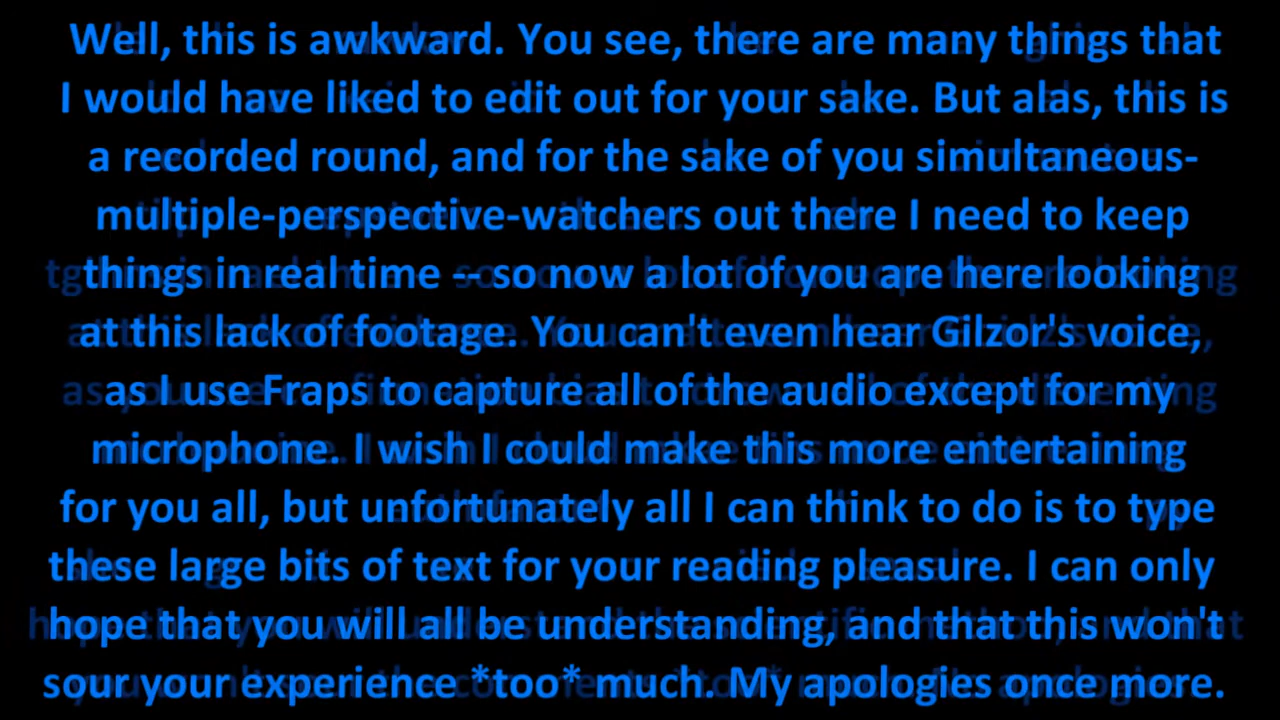 Well, this is awkward. You see, there are many things that
I would have liked to edit out for your sake. But alas, this is
a recorded round, and for the sake of you simultaneous-
multiple-perspective-watchers out there I need to keep
things in real time -- so now a lot of you are here looking
at this lack of footage. You can't even hear Gilzor's voice,
as I use Fraps to capture all of the audio except for my
microphone. I wish I could make this more entertaining
for you all, but unfortunately all I can think to do is to type
these large bits of text for your reading pleasure. I can only
hope that you will all be understanding, and that this won't
sour your experience *too* much. My apologies once more.